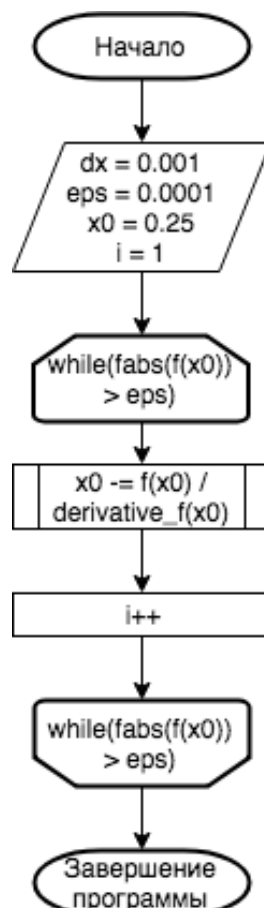 Начало
dx = 0.001
eps = 0.0001
x0 = 0.25
i = 1
while(fabs(f(x0))
> eps)
x0 -= f(x0) /
derivative_f(x0)
i++
while(fabs(f(x0))
> eps)
Завершение
программы